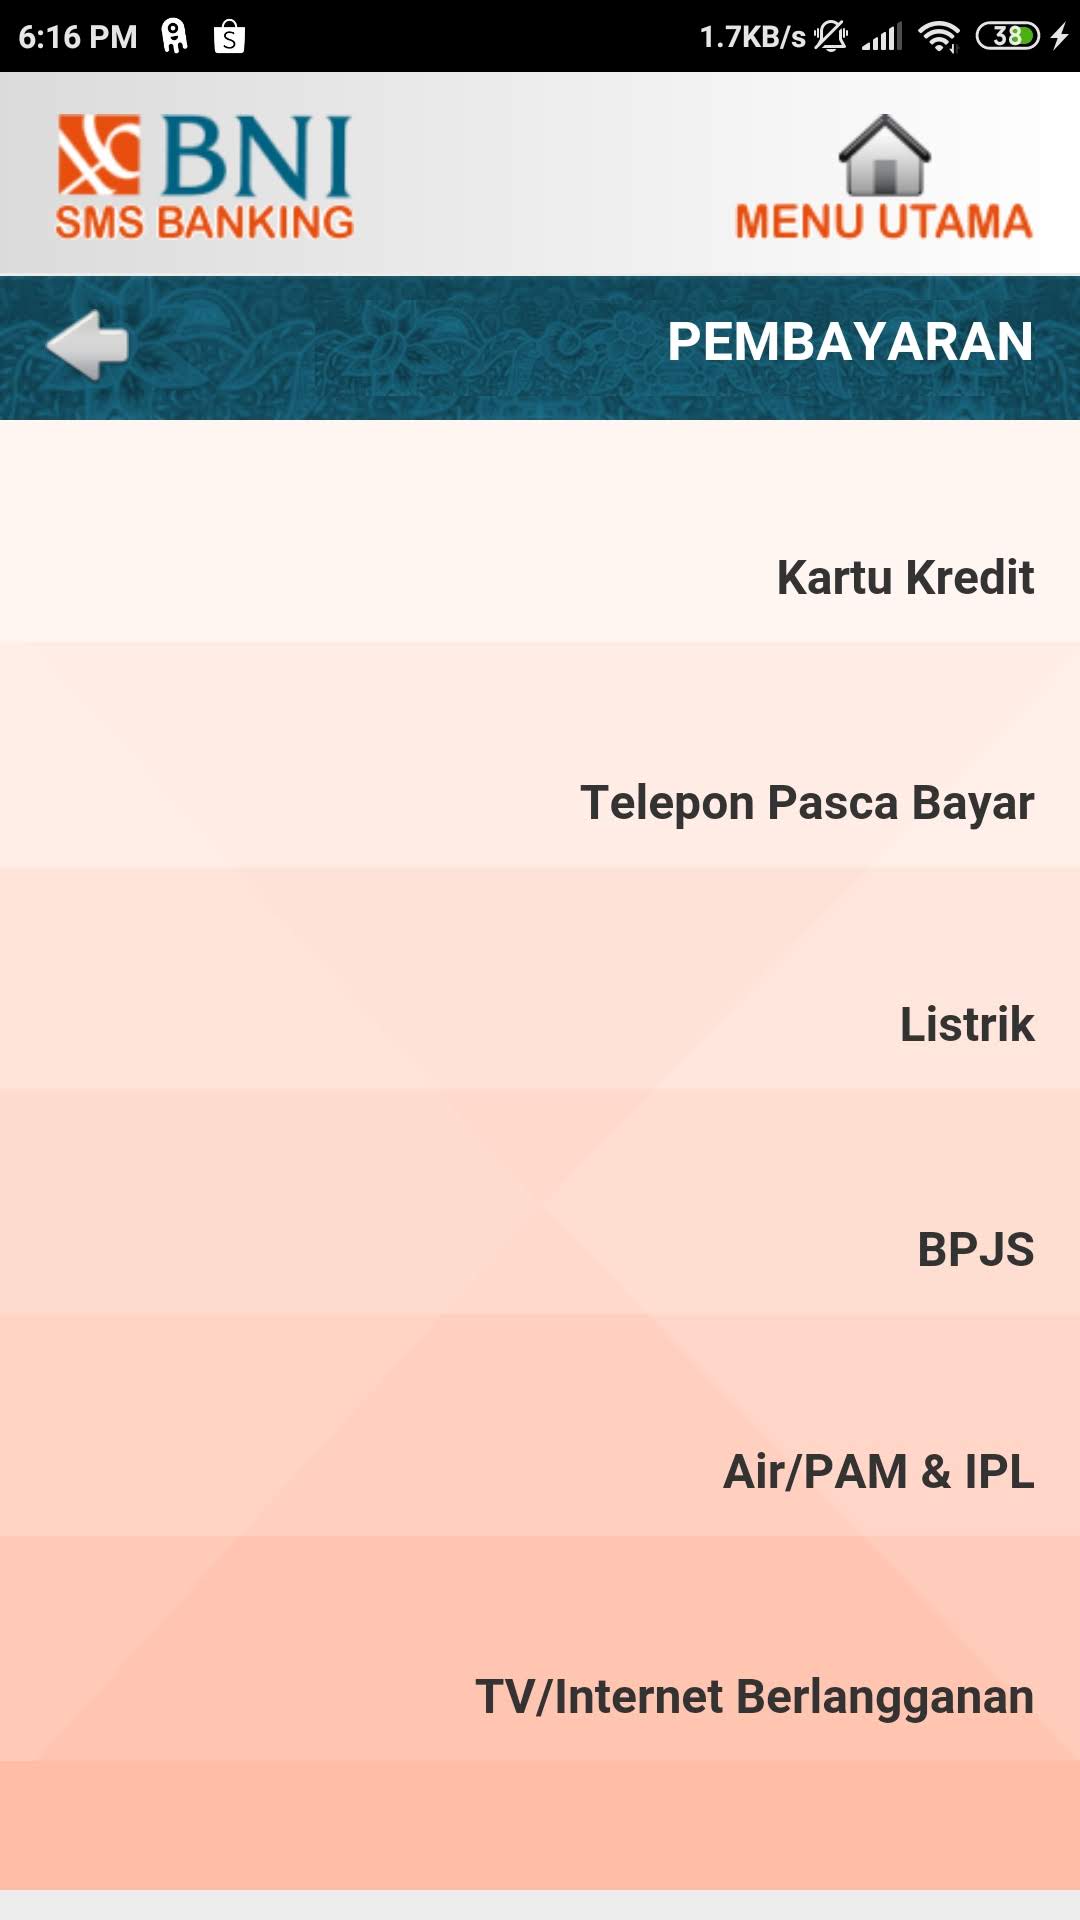 6:16 PM 1.7KB/s 38
BNI
SMS BANKING
MENU UTAMA
PEMBAYARAN
Kartu Kredit
Telepon Pasca Bayar
Listrik
BPJS
Air/PAM & IPL
TV/Internet Berlangganan